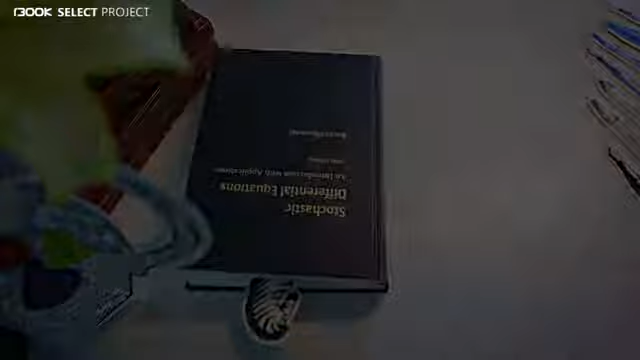 BOOK SELECT PROJECT
Stochastic
Differential Equations
An Introduction with Applications